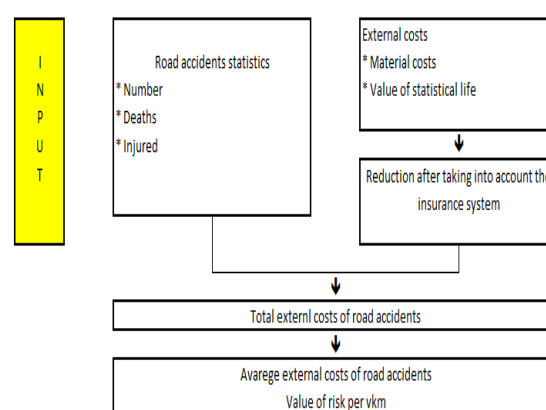 I
N
P
U
T
Road accidents statistics
* Number
* Deaths
* Injured
External costs
* Material costs
* Value of statistical life
Reduction after taking into account the
insurance system
Total externl costs of road accidents
Avarege external costs of road accidents
Value of risk per vkm